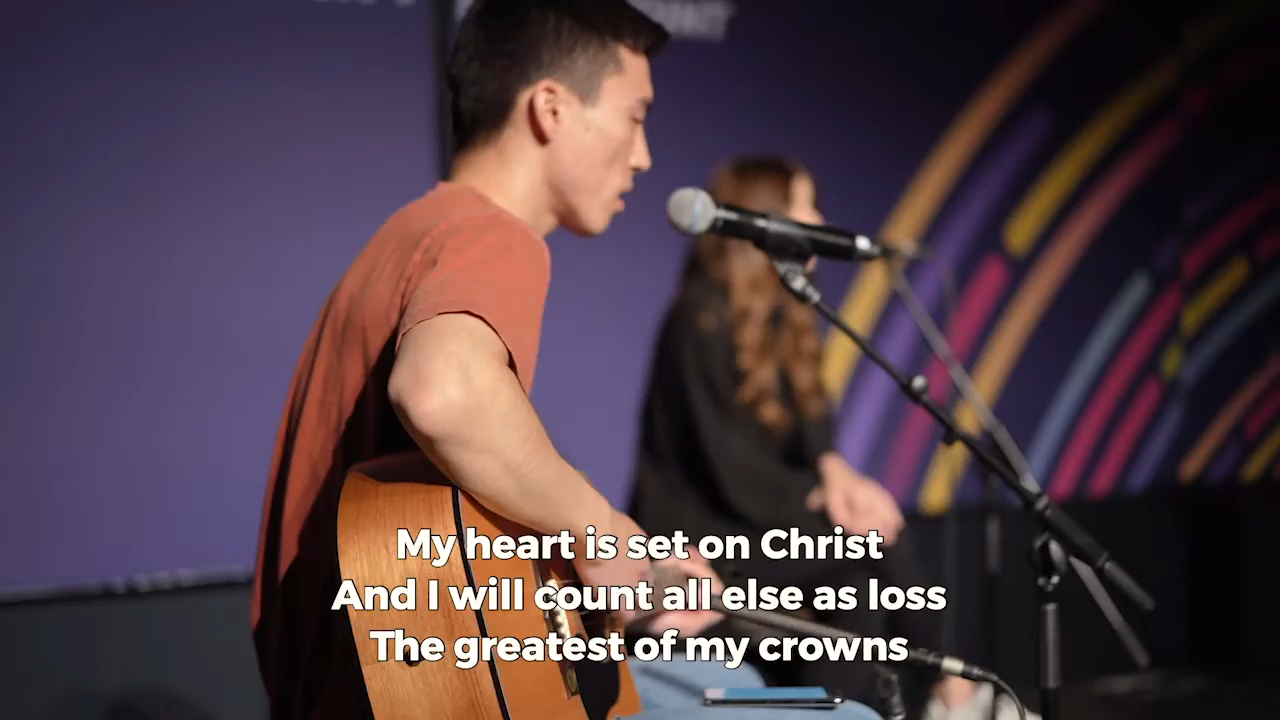 My heart is set on Christ
And I will count all else as loss
The greatest of my crowns